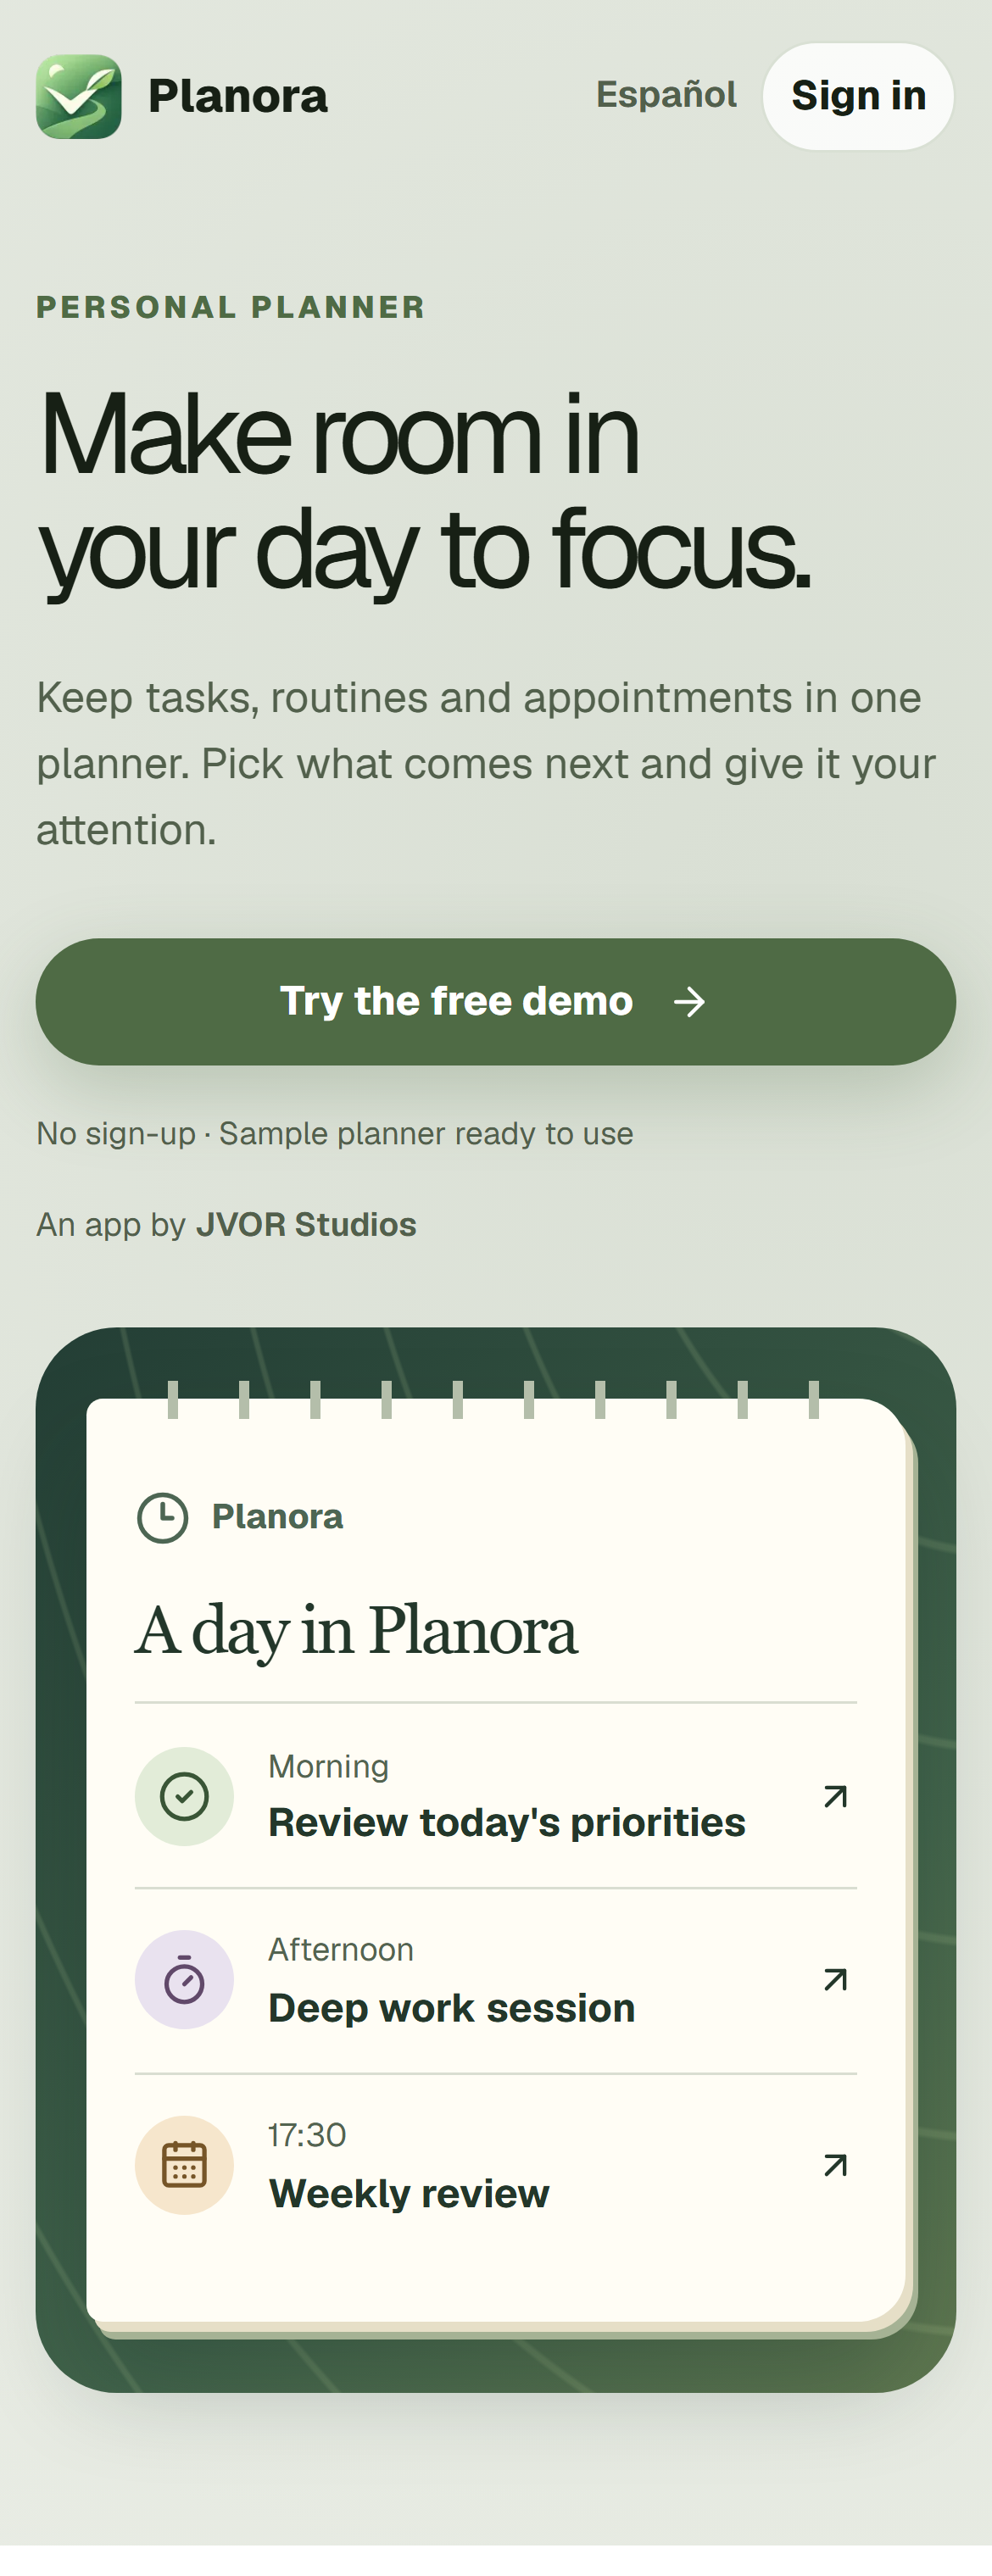 Planora
Español
Sign in
PERSONAL PLANNER
Make room in
your day to focus.
Keep tasks, routines and appointments in one
planner. Pick what comes next and give it your
attention.
Try the free demo
No sign-up · Sample planner ready to use
An app by JVOR Studios
Planora
A day in Planora
Morning
Review today's priorities
Afternoon
Deep work session
17:30
Weekly review